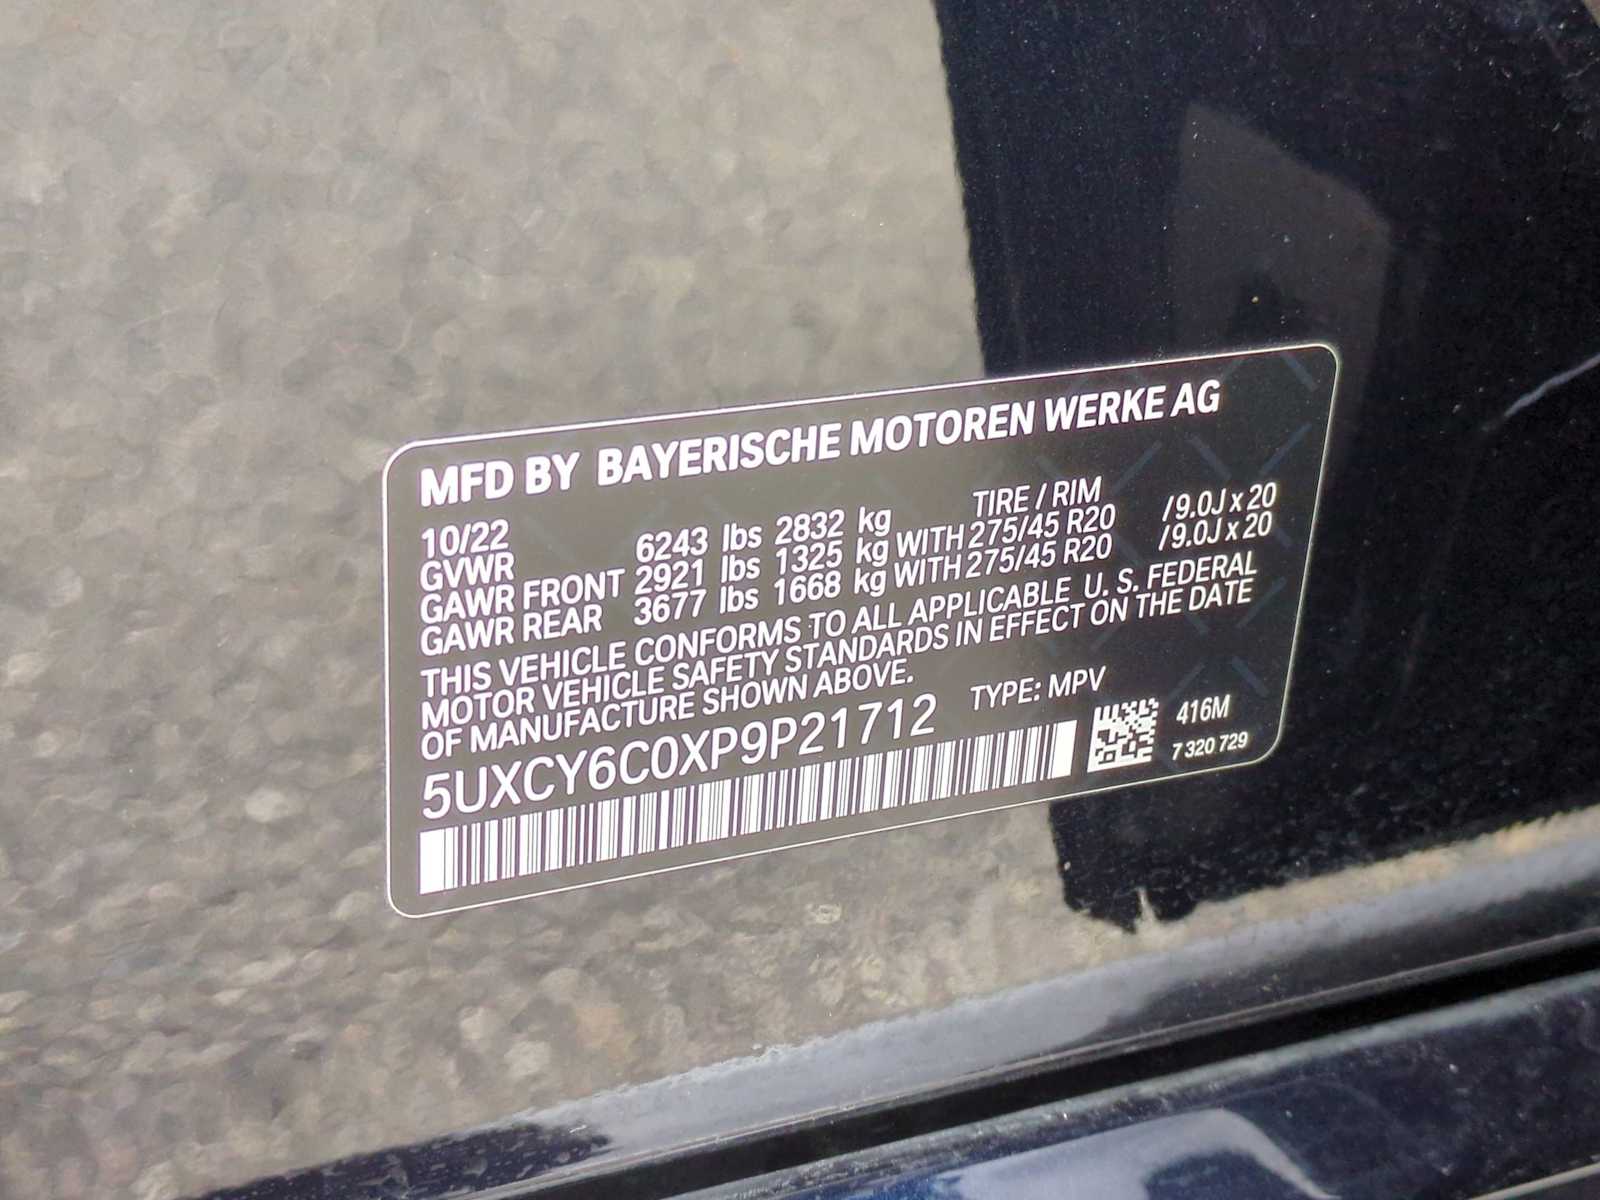 MFD BY BAYERISCHE MOTOREN WERKE AG
10/22 TIRE / RIM
GVWR 6243 lbs 2832 kg
GAWR FRONT 2921 lbs 1325 kg WITH 275/45 R20 /9.0J x 20
GAWR REAR 3677 lbs 1668 kg WITH 275/45 R20 /9.0J x 20
THIS VEHICLE CONFORMS TO ALL APPLICABLE U. S. FEDERAL
MOTOR VEHICLE SAFETY STANDARDS IN EFFECT ON THE DATE
OF MANUFACTURE SHOWN ABOVE.
5UXCY6C0XP9P21712 TYPE: MPV
416M
7 320 729